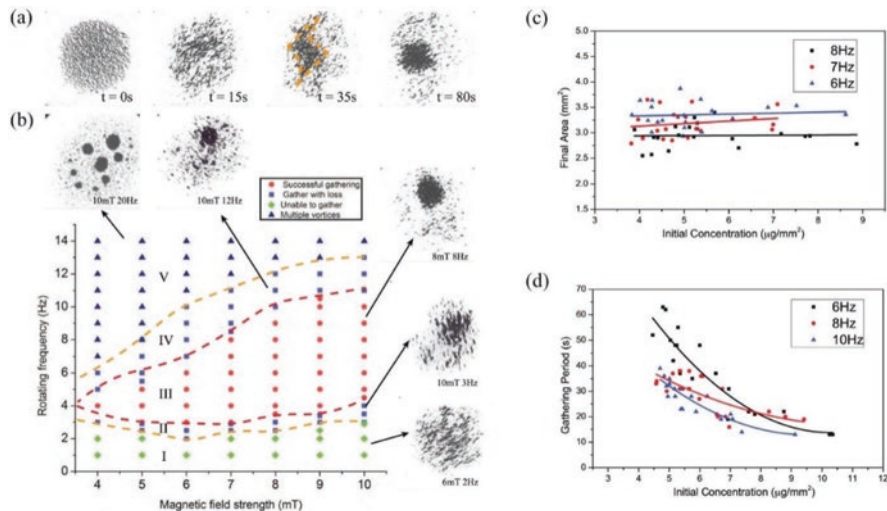 (a)
t = 0s
t = 15s
t = 35s
t = 80s
(b)
10mT 20Hz
10mT 12Hz
Successful gathering
Gather with loss
Unable to gather
Multiple vortices
8mT 8Hz
10mT 3Hz
6mT 2Hz
Rotating frequency (Hz)
14
12
10
8
6
4
2
0
V
IV
III
II
I
4 5 6 7 8 9 10
Magnetic field strength (mT)
(c)
8Hz
7Hz
6Hz
Final Area (mm²)
5.0
4.5
4.0
3.5
3.0
2.5
2.0
1.5
3 4 5 6 7 8 9
Initial Concentration (μg/mm²)
(d)
6Hz
8Hz
10Hz
Gathering Period (s)
70
60
50
40
30
20
10
0
3 4 5 6 7 8 9 10 11
Initial Concentration (μg/mm²)